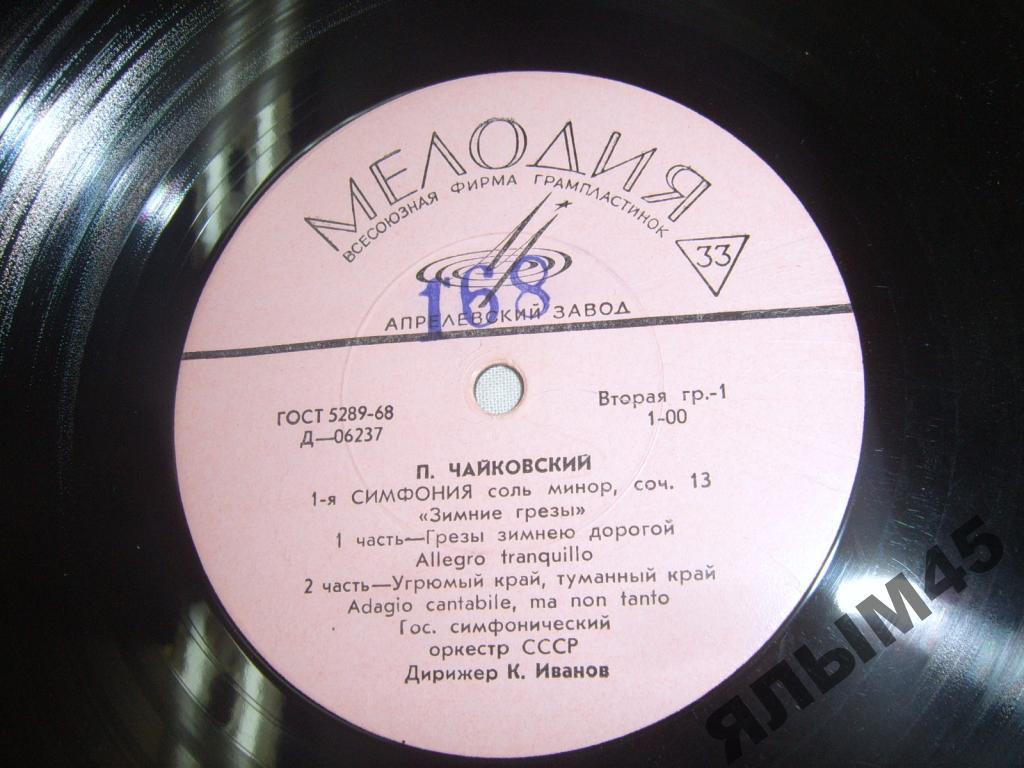 МЕЛОДИЯ
ВСЕСОЮЗНАЯ ФИРМА ГРАМПЛАСТИНОК
33
168
АПРЕЛЕВСКИЙ ЗАВОД
ГОСТ 5289-68
Д—06237
Вторая гр.-1
1-00
П. ЧАЙКОВСКИЙ
1-я СИМФОНИЯ соль минор, соч. 13
«Зимние грезы»
1 часть—Грезы зимнею дорогой
Allegro tranquillo
2 часть—Угрюмый край, туманный край
Adagio cantabile, ma non tanto
Гос. симфонический
оркестр СССР
Дирижер К. Иванов
ЯЛЫМ45